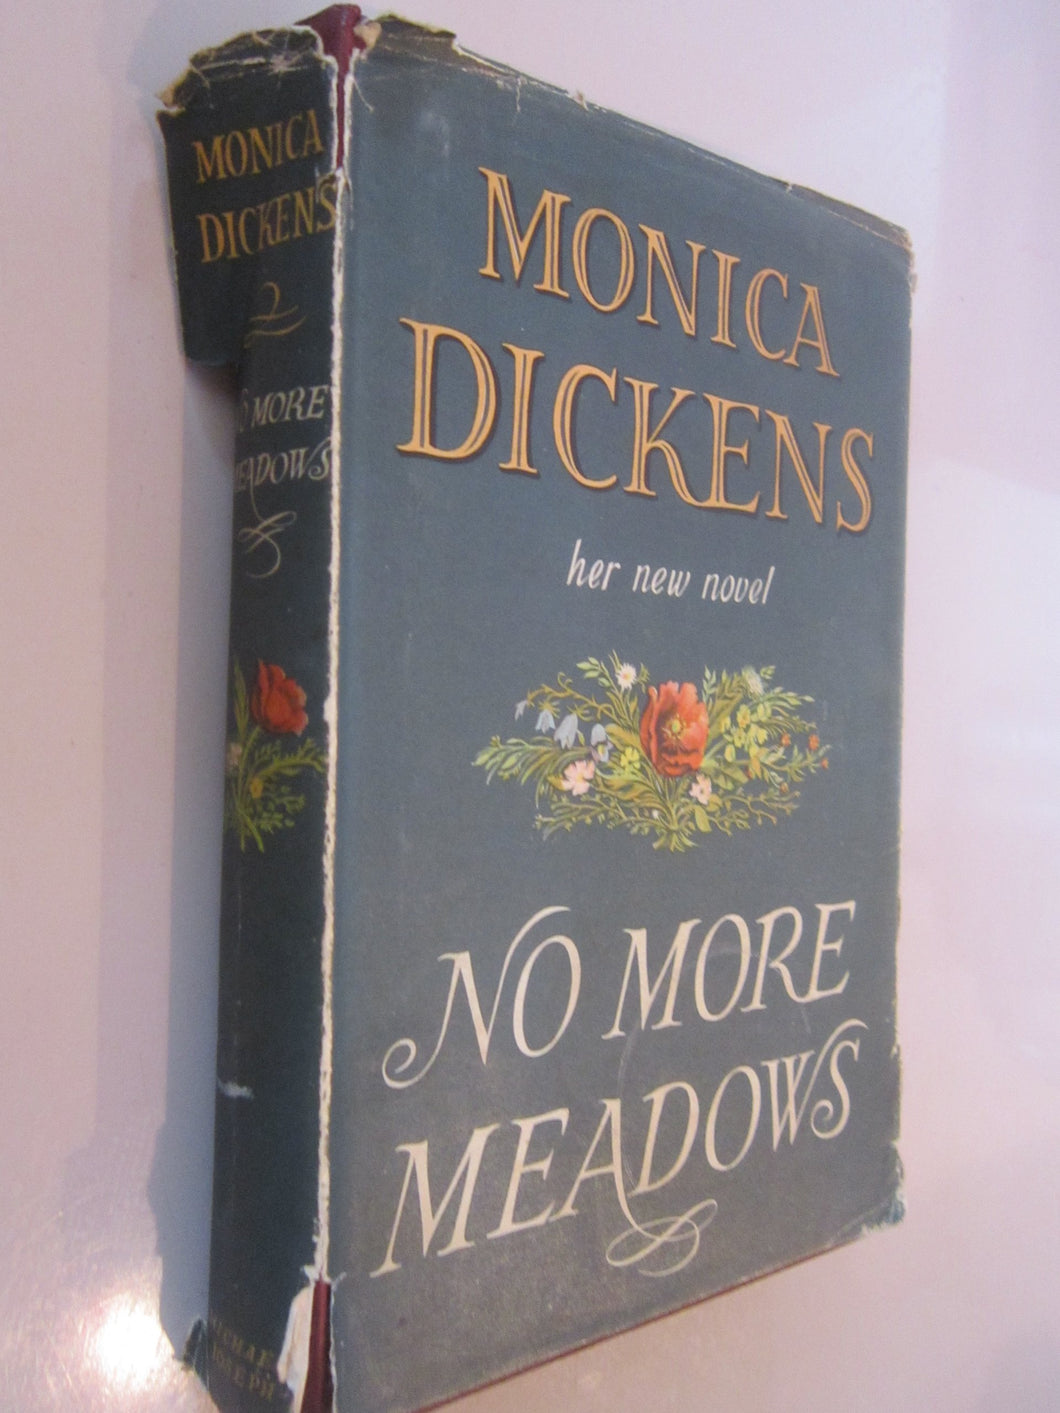 MONICA
DICKENS
NO MORE
MEADOWS
MICHAEL
JOSEPH
MONICA
DICKENS
her new novel
NO MORE
MEADOWS